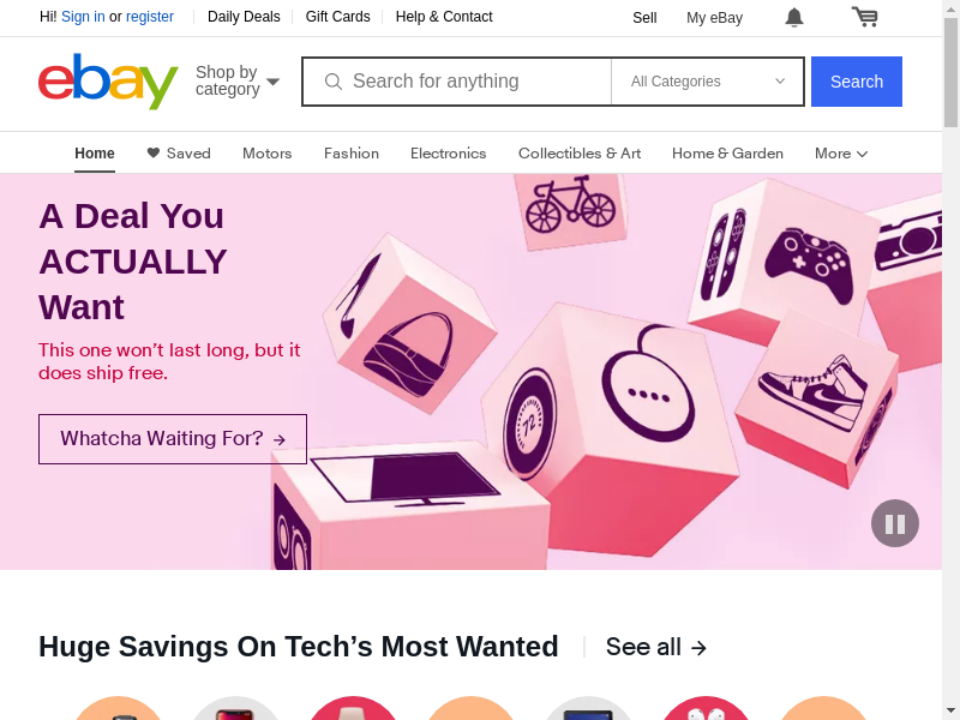 Hi! Sign in or register Daily Deals Gift Cards Help & Contact Sell My eBay
ebay Shop by category Search for anything All Categories Search
Home Saved Motors Fashion Electronics Collectibles & Art Home & Garden More
A Deal You
ACTUALLY
Want
This one won’t last long, but it
does ship free.
Whatcha Waiting For? →
72
Huge Savings On Tech’s Most Wanted See all →